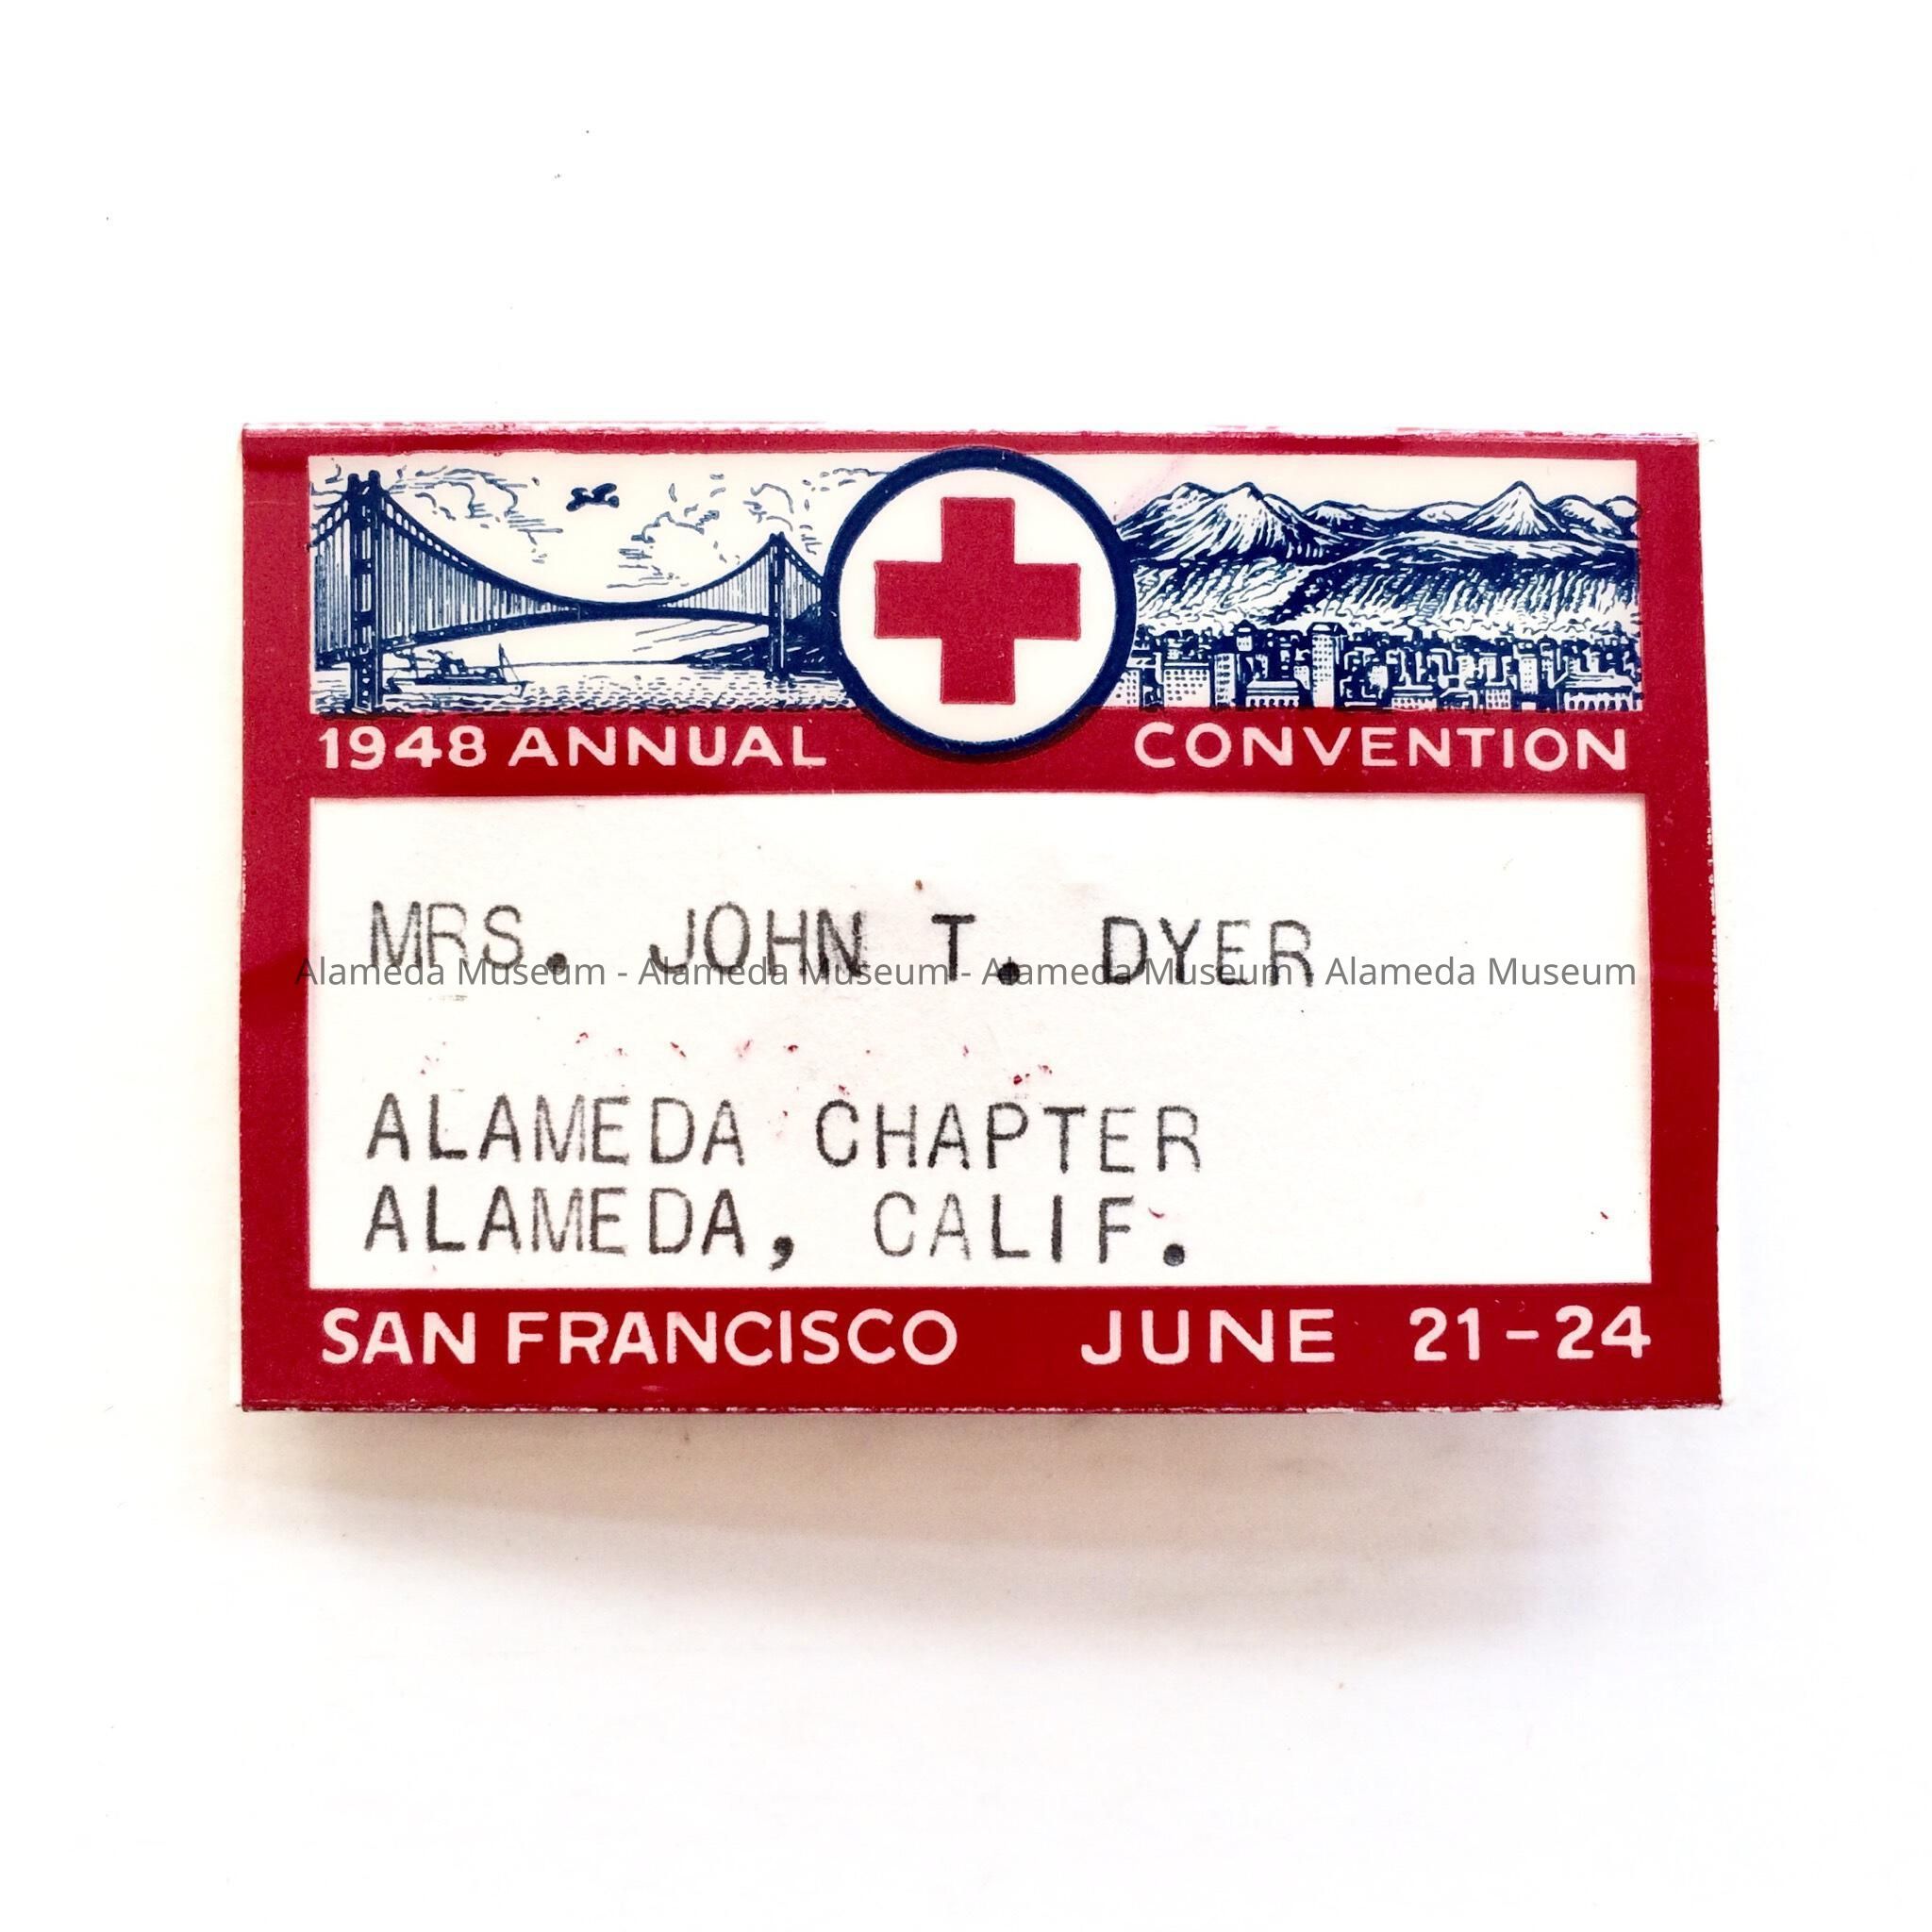 1948 ANNUAL CONVENTION
MRS. JOHN T. DYER
Alameda Museum - Alameda Museum - Alameda Museum - Alameda Museum
ALAMEDA CHAPTER
ALAMEDA, CALIF.
SAN FRANCISCO JUNE 21-24